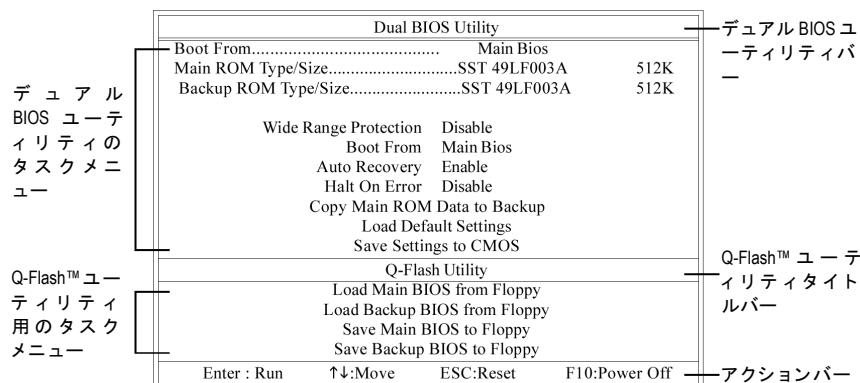 Dual BIOS Utility
デュアル BIOS ユ
ーティリティバ
ー
Boot From........................................ Main Bios
Main ROM Type/Size............................SST 49LF003A 512K
Backup ROM Type/Size........................SST 49LF003A 512K
デュアル
BIOS ユーテ
ィリティの
タスクメニ
ュー
Wide Range Protection Disable
Boot From Main Bios
Auto Recovery Enable
Halt On Error Disable
Copy Main ROM Data to Backup
Load Default Settings
Save Settings to CMOS
Q-Flash Utility
Q-Flash™ ユーテ
ィリティタイト
ルバー
Q-Flash™ ユー
ティリティ
用のタスク
メニュー
Load Main BIOS from Floppy
Load Backup BIOS from Floppy
Save Main BIOS to Floppy
Save Backup BIOS to Floppy
Enter : Run ↑↓:Move ESC:Reset F10:Power Off
アクションバー